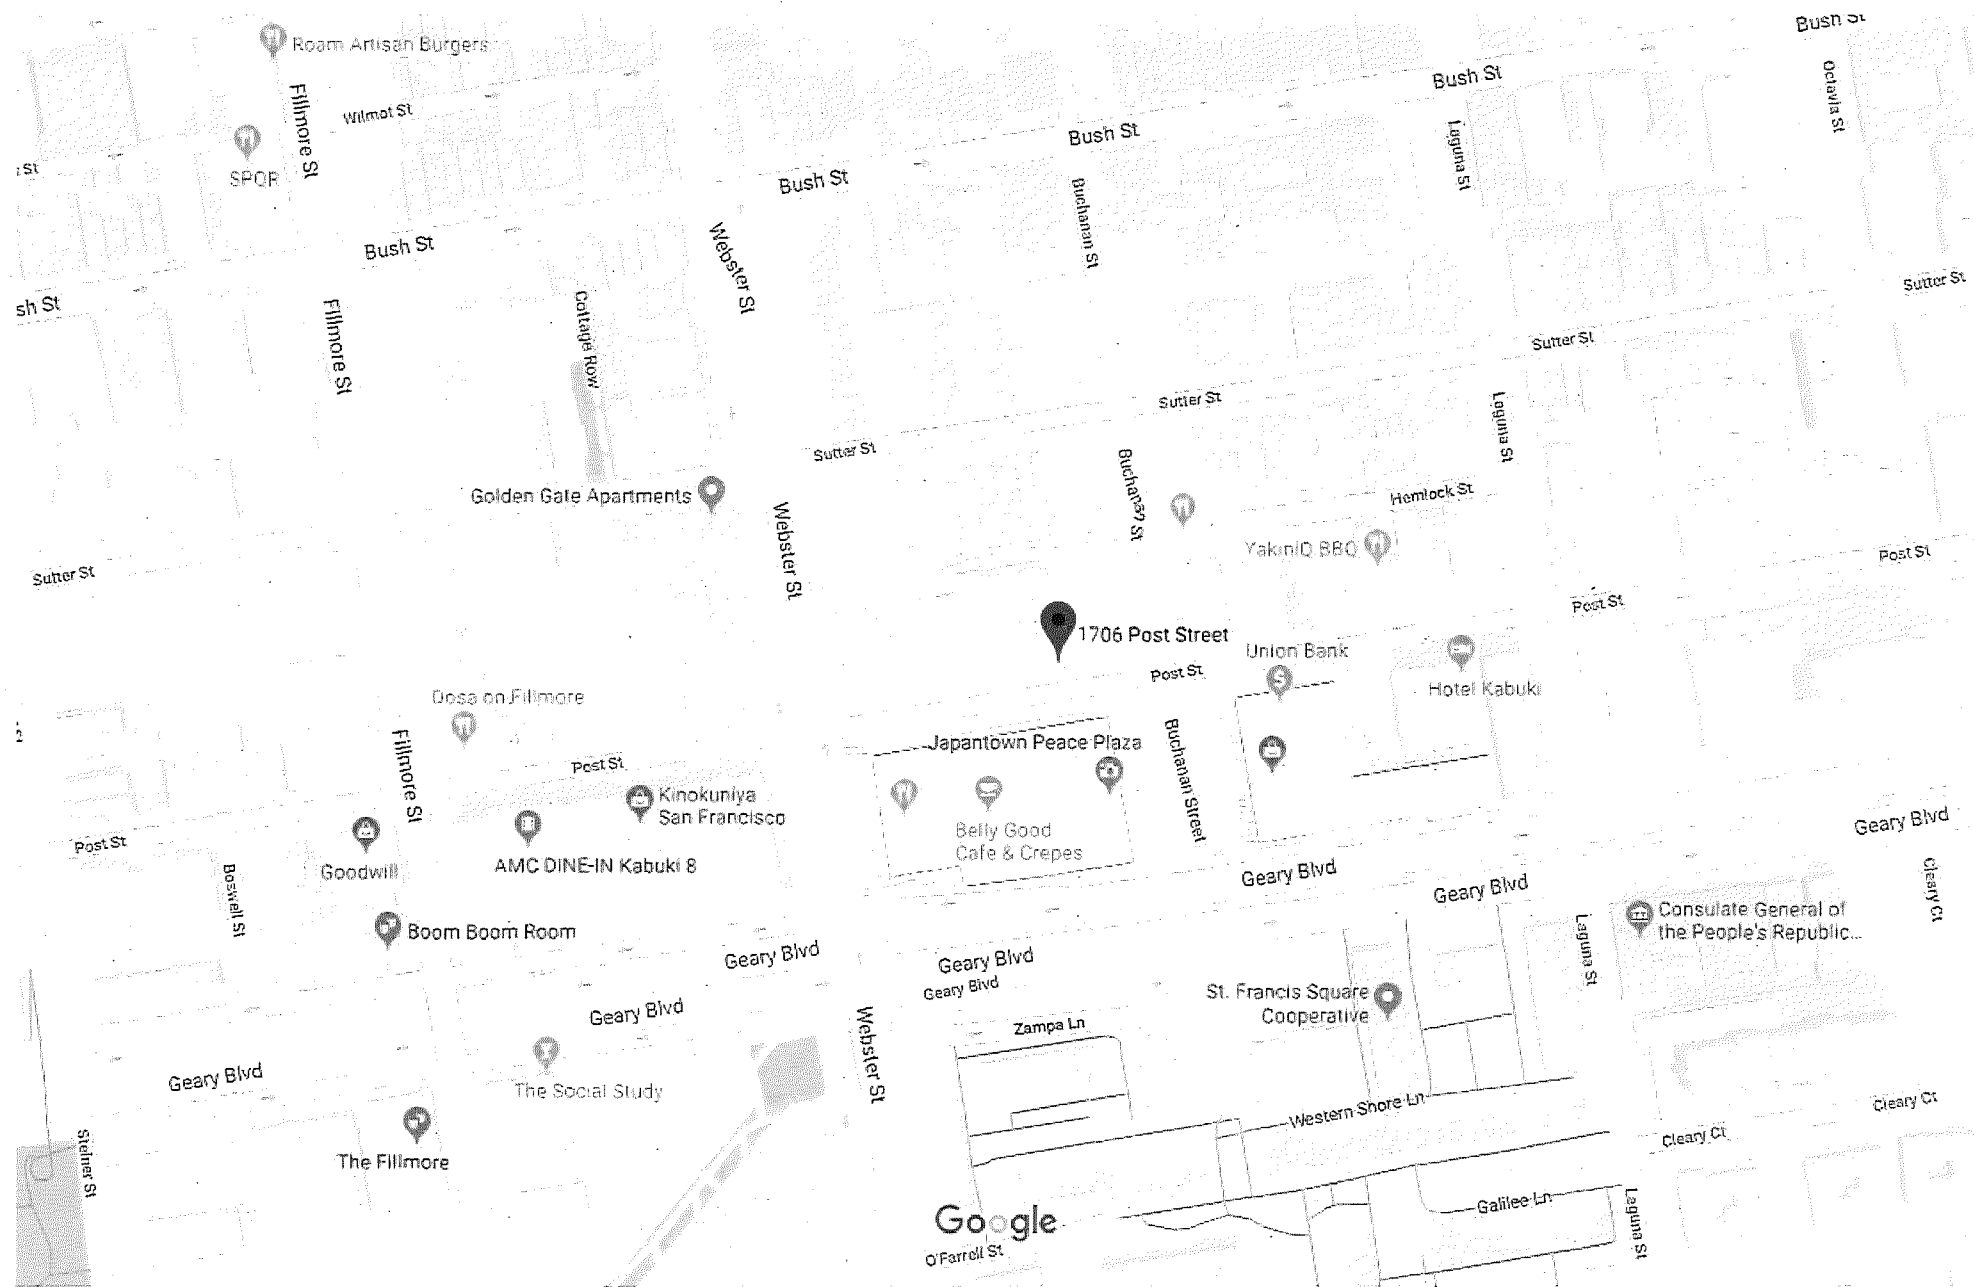 Bush St
Roam Artisan Burgers
Bush St
Octavia St
Fillmore St
Wilmot St
Bush St
Laguna St
SPQR
St
Bush St
Buchanan St
Bush St
Webster St
sh St
Fillmore St
Cottage Row
Sutter St
Sutter St
Sutter St
Laguna St
Sutter St
Buchanan St
Golden Gate Apartments
Hemlock St
Webster St
YakiniQ BBQ
Post St
Sutter St
Post St
1706 Post Street
Union Bank
Post St
Hotel Kabuki
Dosa on Fillmore
2
Fillmore St
Japantown Peace Plaza
Buchanan Street
Post St
Kinokuniya
San Francisco
Belly Good
Cafe & Crepes
Geary Blvd
Post St
Goodwill
AMC DINE-IN Kabuki 8
Geary Blvd
Geary Blvd
Cleary Ct
Boswell St
Consulate General of
the People's Republic...
Boom Boom Room
Geary Blvd
Geary Blvd
Geary Blvd
Laguna St
St. Francis Square
Cooperative
Geary Blvd
Zampa Ln
Webster St
Geary Blvd
The Social Study
Western Shore Ln
Cleary Ct
Cleary Ct
Steiner St
The Fillmore
Galilee Ln
Laguna St
Google
O'Farrell St